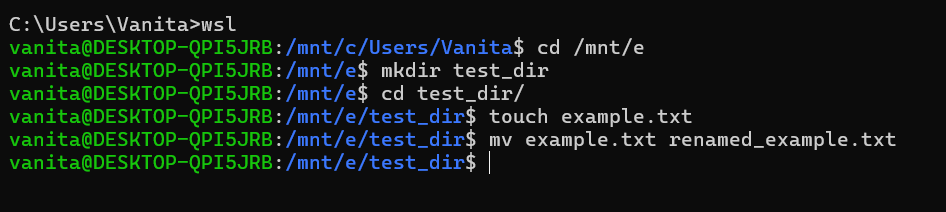 C:\Users\Vanita>wsl
vanita@DESKTOP-QPI5JRB:/mnt/c/Users/Vanita$ cd /mnt/e
vanita@DESKTOP-QPI5JRB:/mnt/e$ mkdir test_dir
vanita@DESKTOP-QPI5JRB:/mnt/e$ cd test_dir/
vanita@DESKTOP-QPI5JRB:/mnt/e/test_dir$ touch example.txt
vanita@DESKTOP-QPI5JRB:/mnt/e/test_dir$ mv example.txt renamed_example.txt
vanita@DESKTOP-QPI5JRB:/mnt/e/test_dir$